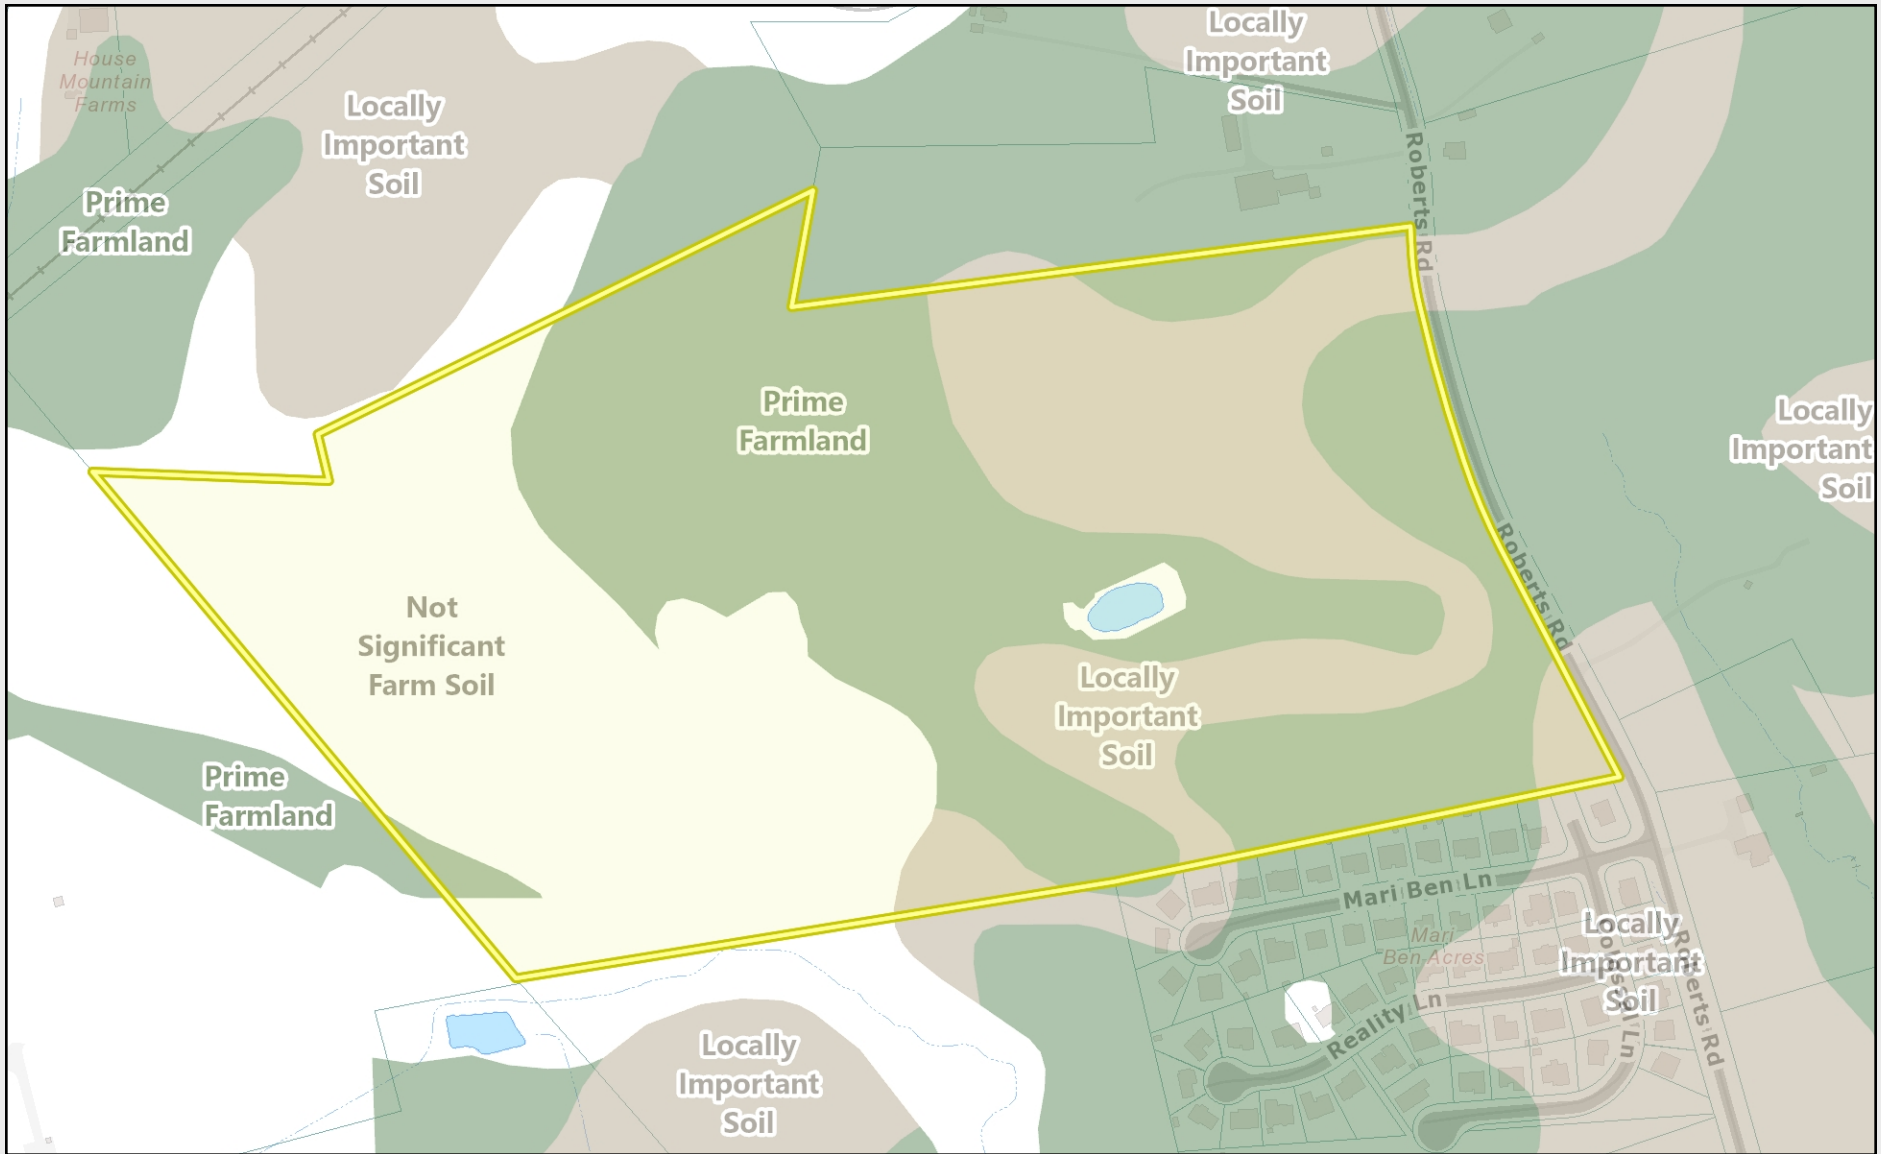 House
Mountain
Farms
Locally
Important
Soil
Locally
Important
Soil
Prime
Farmland
Roberts Rd
Prime
Farmland
Locally
Important
Soil
Roberts Rd
Not
Significant
Farm Soil
Locally
Important
Soil
Prime
Farmland
Mari Ben Ln
Mari
Ben Acres
Locally
Important
Soil
Roberts Rd
Reality Ln
Locally
Important
Soil